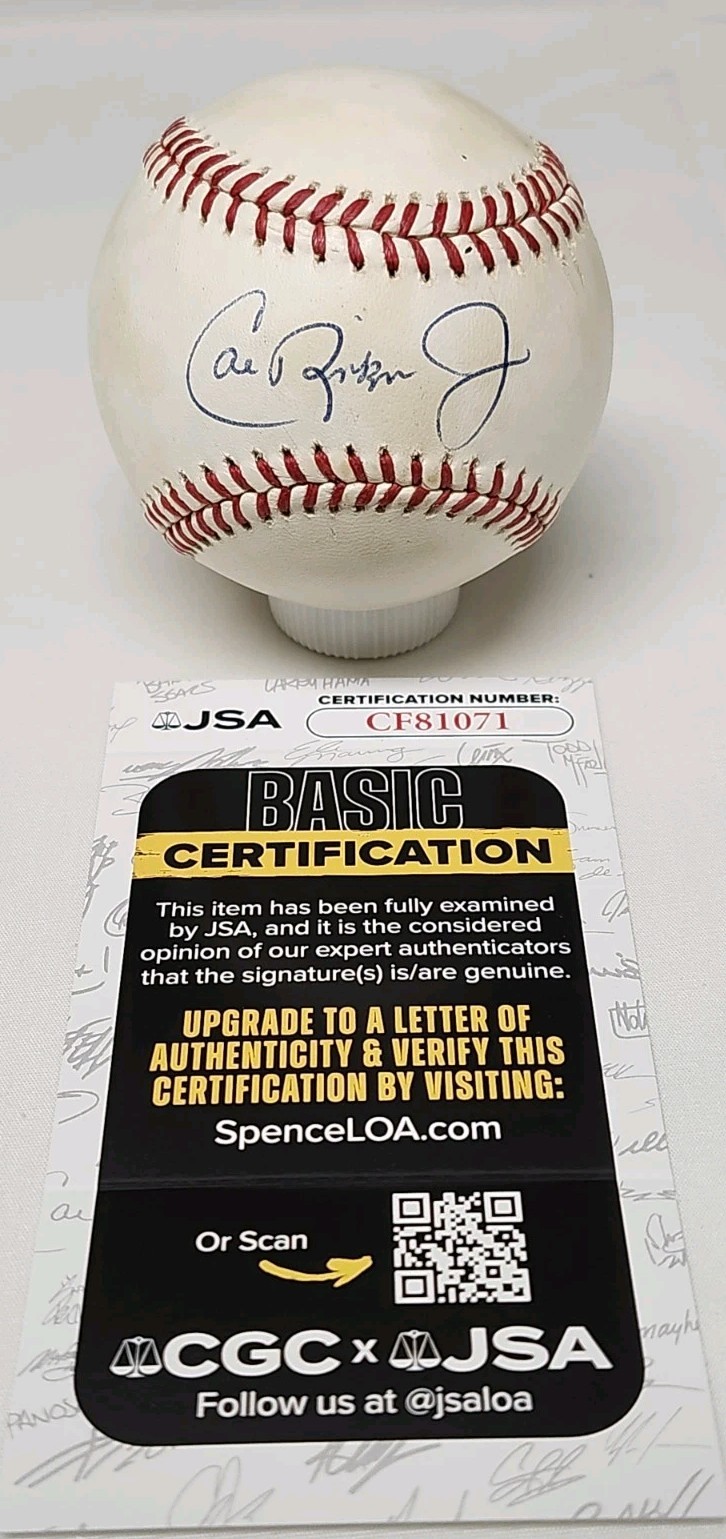 Cal Ripken Jr
LARRY HAMA
CERTIFICATION NUMBER:
JSA
CF81071
BASIC
CERTIFICATION
This item has been fully examined
by JSA, and it is the considered
opinion of our expert authenticators
that the signature(s) is/are genuine.
UPGRADE TO A LETTER OF
AUTHENTICITY & VERIFY THIS
CERTIFICATION BY VISITING:
SpenceLOA.com
Or Scan
CGC x JSA
Follow us at @jsaloa